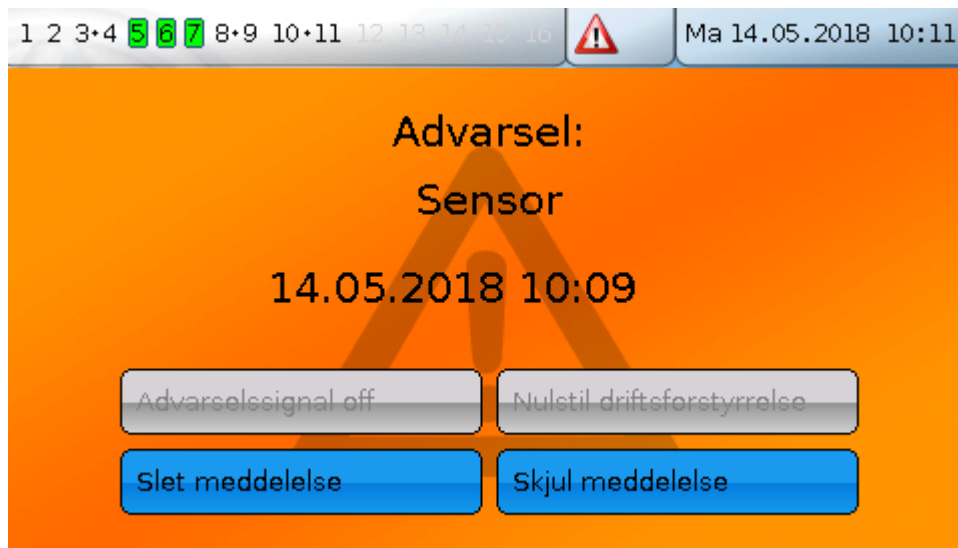 1 2 3•4 5 6 7 8•9 10•11 12 13 14 15 16 Ma 14.05.2018 10:11
Advarsel:
Sensor
14.05.2018 10:09
Advarselssignal off Nulstil driftsforstyrrelse
Slet meddelelse Skjul meddelelse